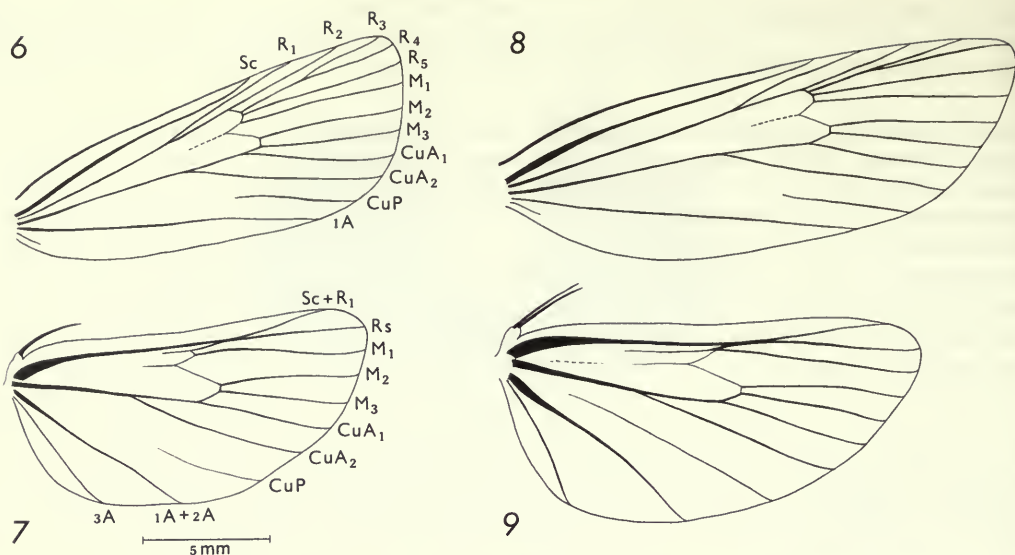 6
Sc
R₁
R₂
R₃
R₄
R₅
M₁
M₂
M₃
CuA₁
CuA₂
CuP
₁A
8
Sc + R₁
Rs
M₁
M₂
M₃
CuA₁
CuA₂
CuP
₁A + ₂A
₃A
7
5 mm
9